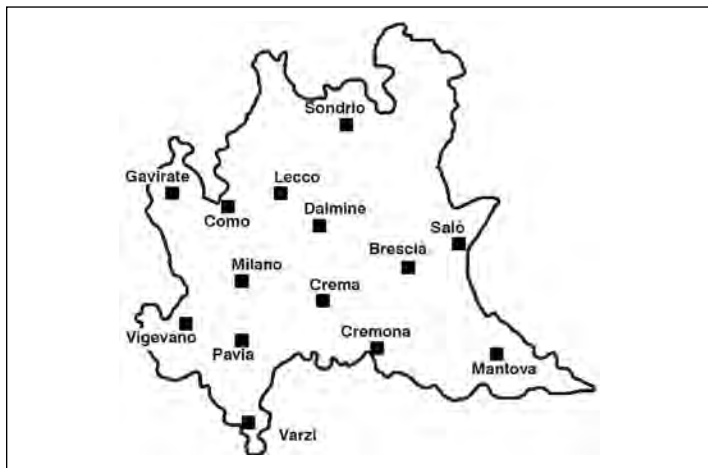 Sondrio
Gavirate
Lecco
Como
Dalmine
Salò
Brescia
Milano
Crema
Vigevano
Cremona
Pavia
Mantova
Varzi